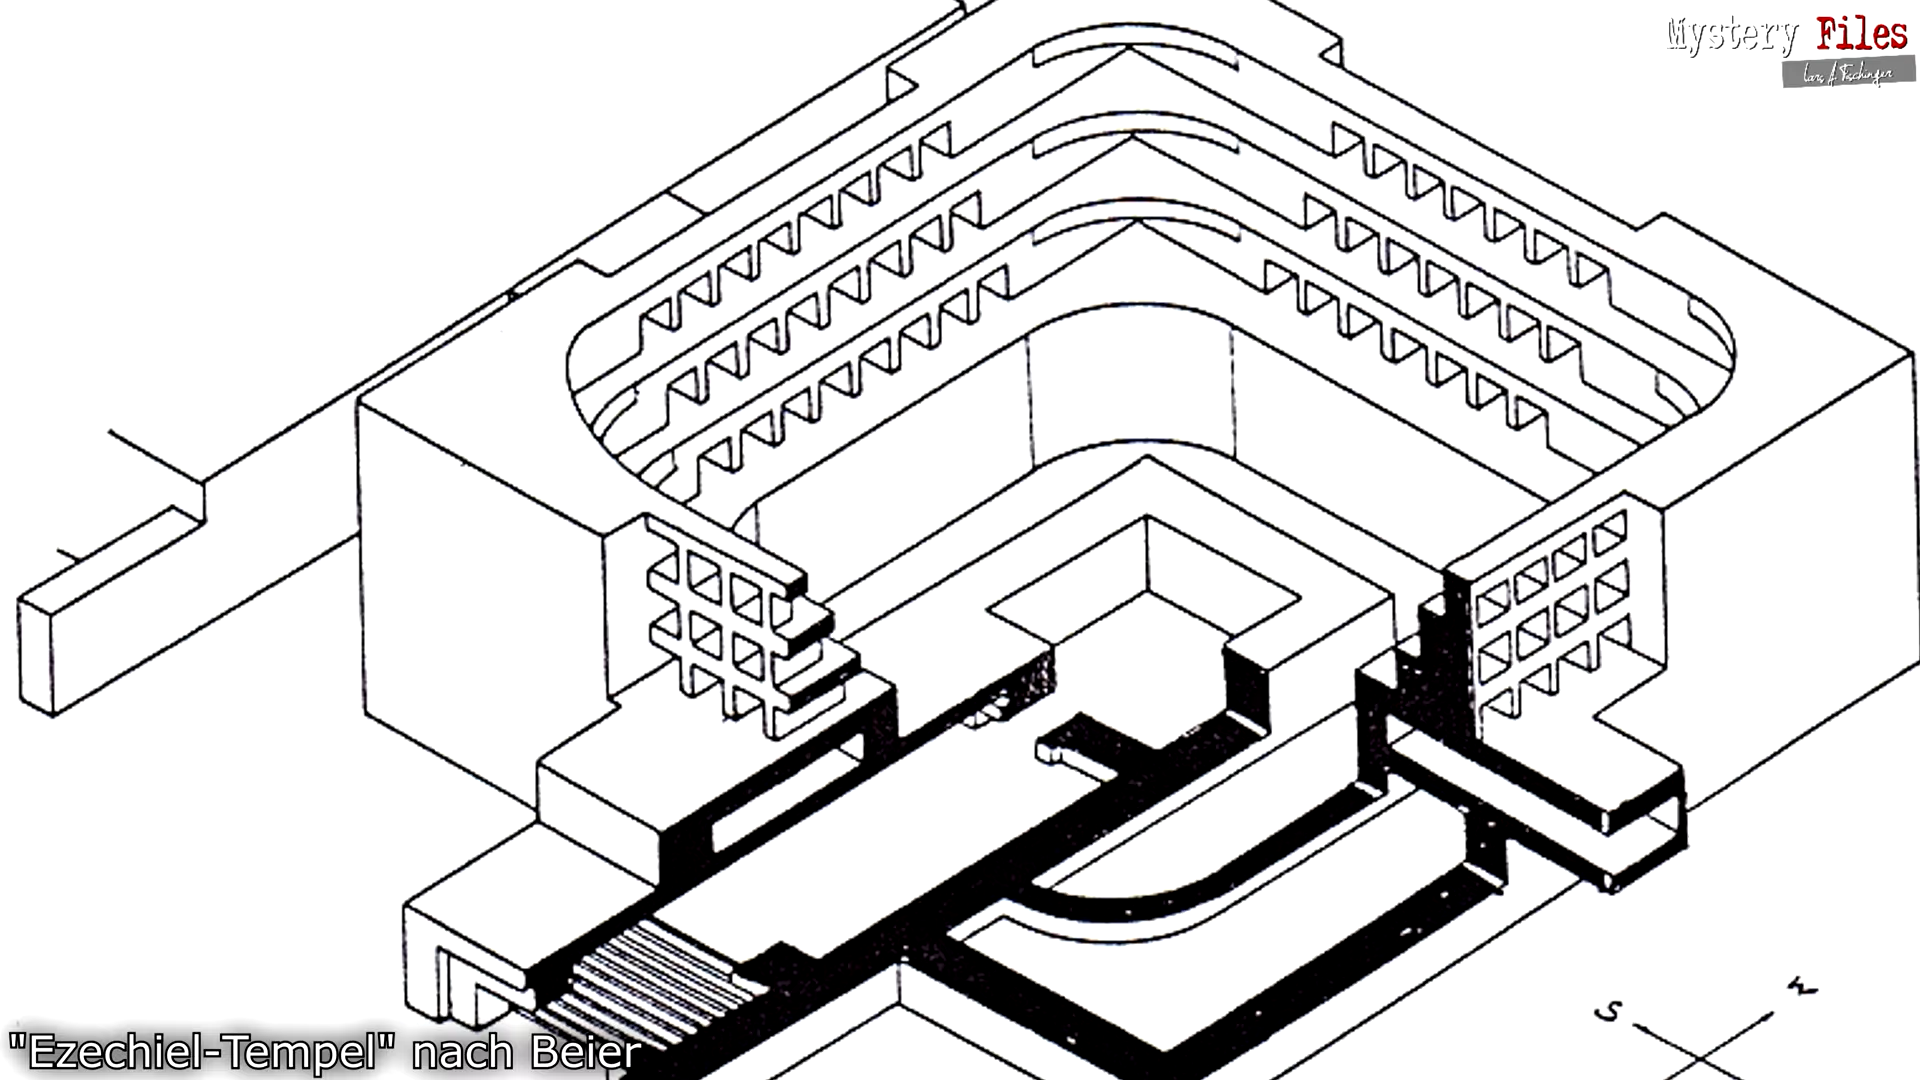 Mystery Files
Lars A. Fischinger
S
W
"Ezechiel-Tempel" nach Beier